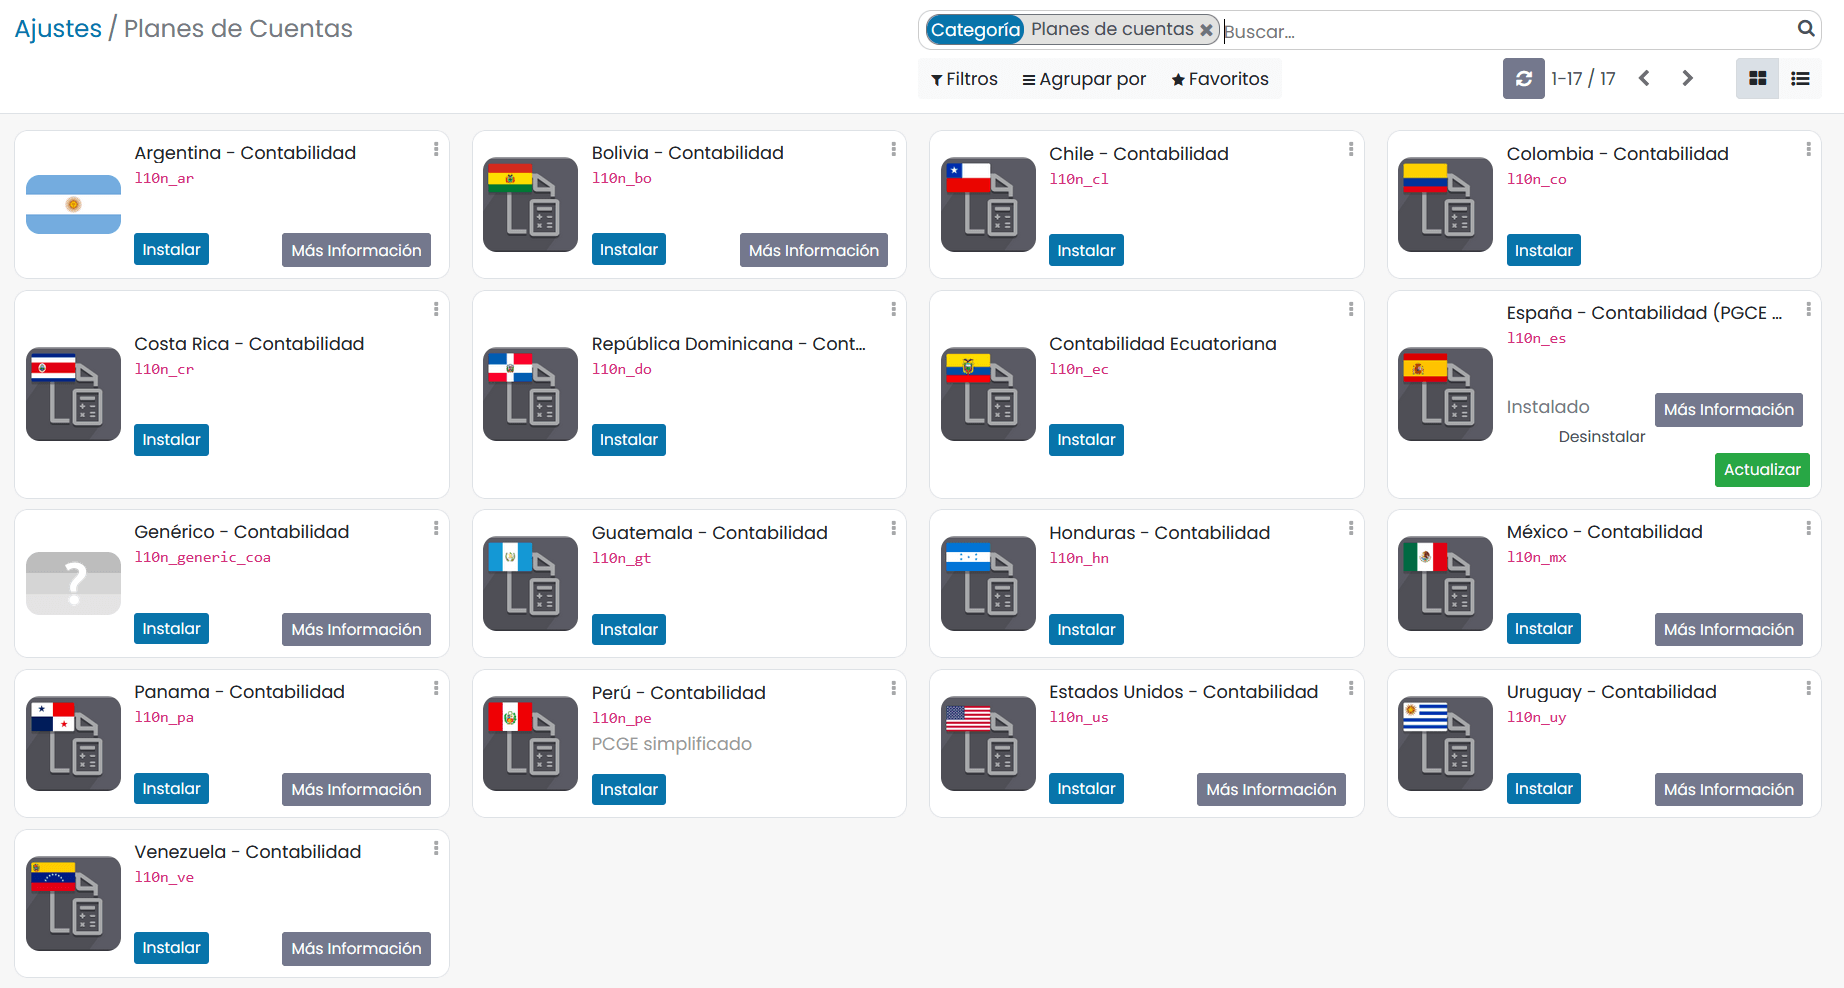 Ajustes / Planes de Cuentas
Categoría Planes de cuentas Buscar...
Filtros Agrupar por Favoritos 1-17 / 17
Argentina - Contabilidad
l10n_ar
Instalar Más Información
Bolivia - Contabilidad
l10n_bo
Instalar Más Información
Chile - Contabilidad
l10n_cl
Instalar
Colombia - Contabilidad
l10n_co
Instalar
Costa Rica - Contabilidad
l10n_cr
Instalar
República Dominicana - Cont...
l10n_do
Instalar
Contabilidad Ecuatoriana
l10n_ec
Instalar
España - Contabilidad (PGCE ...
l10n_es
Instalado Más Información
Desinstalar
Actualizar
Genérico - Contabilidad
l10n_generic_coa
?
Instalar Más Información
Guatemala - Contabilidad
l10n_gt
Instalar
Honduras - Contabilidad
l10n_hn
Instalar
México - Contabilidad
l10n_mx
Instalar Más Información
Panama - Contabilidad
l10n_pa
Instalar Más Información
Perú - Contabilidad
l10n_pe
PCGE simplificado
Instalar
Estados Unidos - Contabilidad
l10n_us
Instalar Más Información
Uruguay - Contabilidad
l10n_uy
Instalar Más Información
Venezuela - Contabilidad
l10n_ve
Instalar Más Información